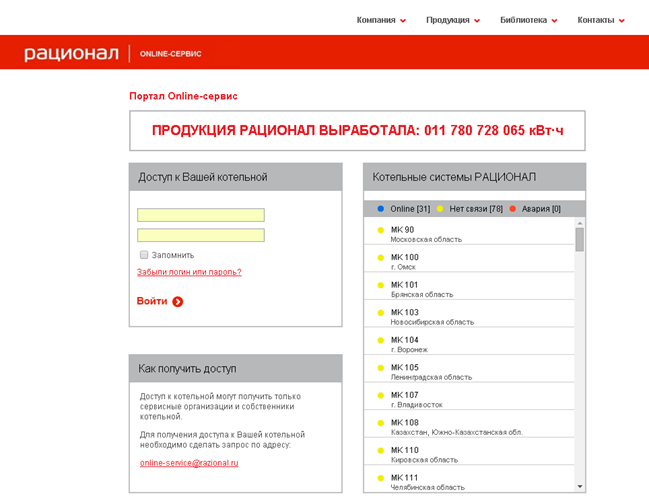 Компания Продукция Библиотека Контакты
рационал ONLINE-СЕРВИС
Портал Online-сервис
ПРОДУКЦИЯ РАЦИОНАЛ ВЫРАБОТАЛА: 011 780 728 065 кВт·ч
Доступ к Вашей котельной
Запомнить
Забыли логин или пароль?
Войти
Как получить доступ
Доступ к котельной могут получить только
сервисные организации и собственники
котельной.
Для получения доступа к Вашей котельной
необходимо сделать запрос по адресу:
online-service@razional.ru
Котельные системы РАЦИОНАЛ
Online [31] Нет связи [78] Авария [0]
МК 90
Московская область
МК 100
г. Омск
МК 101
Брянская область
МК 103
Новосибирская область
МК 104
г. Воронеж
МК 105
Ленинградская область
МК 107
г. Владивосток
МК 108
Казахстан, Южно-Казахстанская обл.
МК 110
Кировская область
МК 111
Челябинская область